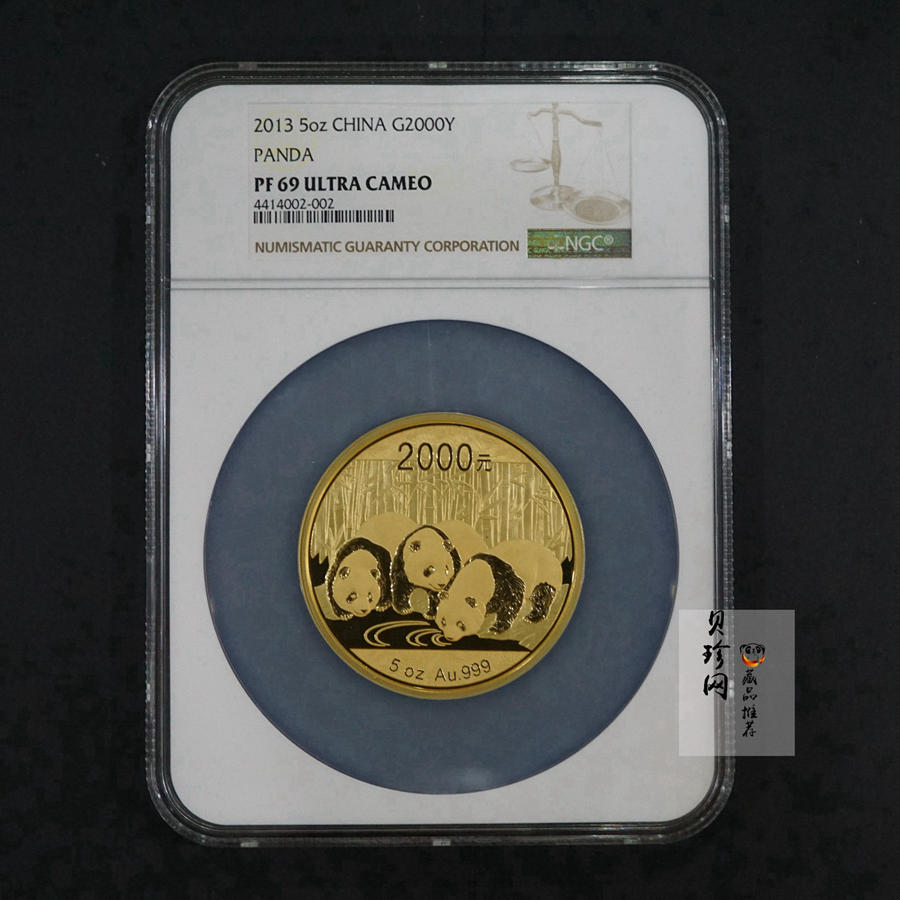 2013 5oz CHINA G2000Y
PANDA
PF 69 ULTRA CAMEO
4414002-002
NUMISMATIC GUARANTY CORPORATION
NGC®
2000元
5 oz Au.999
贝珍网
藏品推荐